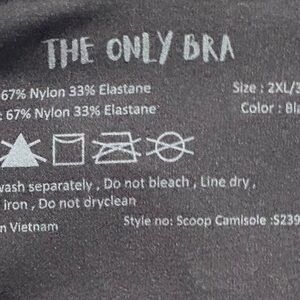 THE ONLY BRA
67% Nylon 33% Elastane
Size : 2XL/3
: 67% Nylon 33% Elastane
Color : Bla
wash separately , Do not bleach , Line dry ,
iron , Do not dryclean
n Vietnam
Style no: Scoop Camisole :S239